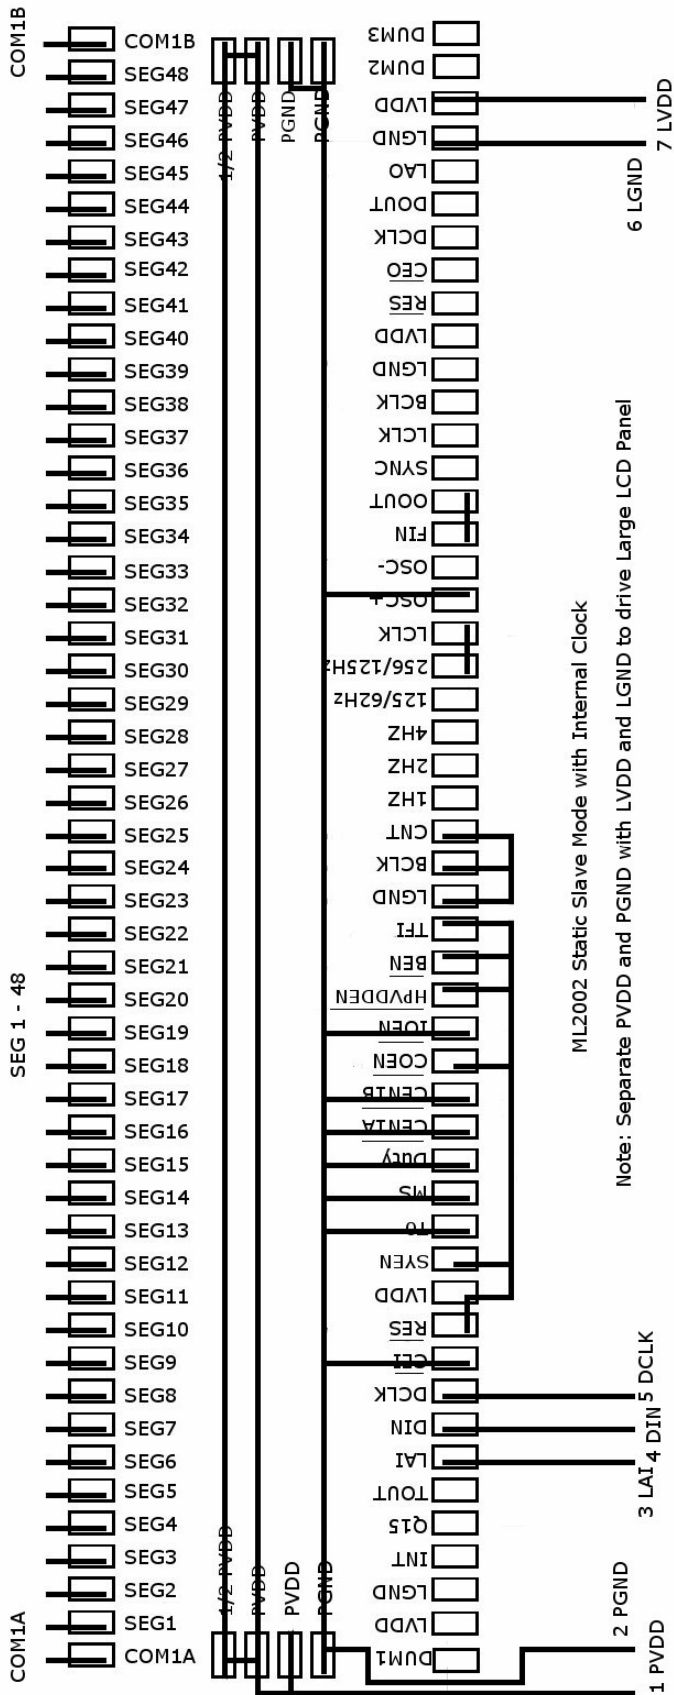 COM1B
COM1B
SEG48
SEG47
SEG46
SEG45
SEG44
SEG43
SEG42
SEG41
SEG40
SEG39
SEG38
SEG37
SEG36
SEG35
SEG34
SEG33
SEG32
SEG31
SEG30
SEG29
SEG28
SEG27
SEG26
SEG25
SEG24
SEG23
SEG22
SEG21
SEG20
SEG19
SEG18
SEG17
SEG16
SEG15
SEG14
SEG13
SEG12
SEG11
SEG10
SEG9
SEG8
SEG7
SEG6
SEG5
SEG4
SEG3
SEG2
SEG1
COM1A
SEG 1 - 48
COM1A
1/2 PVDD
PVDD
PGND
PGND
1/2 PVDD
PVDD
PVDD
PGND
DUM3
DUM2
LVDD
LGND
LAO
DOUT
DCLK
CEO
RES
LVDD
LGND
BCLK
LCLK
SYNC
OOUT
FIN
OSC-
OSC+
LCLK
256/125Hz
125/62Hz
4HZ
2HZ
1HZ
CNT
BCLK
LGND
TFI
BEN
HPVDDEN
IOEN
COEN
CEN1B
CEN1A
Duty
MS
T0
SYEN
LVDD
RES
CEI
DCLK
DIN
LAI
TOUT
Q15
INT
LGND
LVDD
DUM1
7 LVDD
6 LGND
5 DCLK
4 DIN
3 LAI
2 PGND
1 PVDD
ML2002 Static Slave Mode with Internal Clock
Note: Separate PVDD and PGND with LVDD and LGND to drive Large LCD Panel